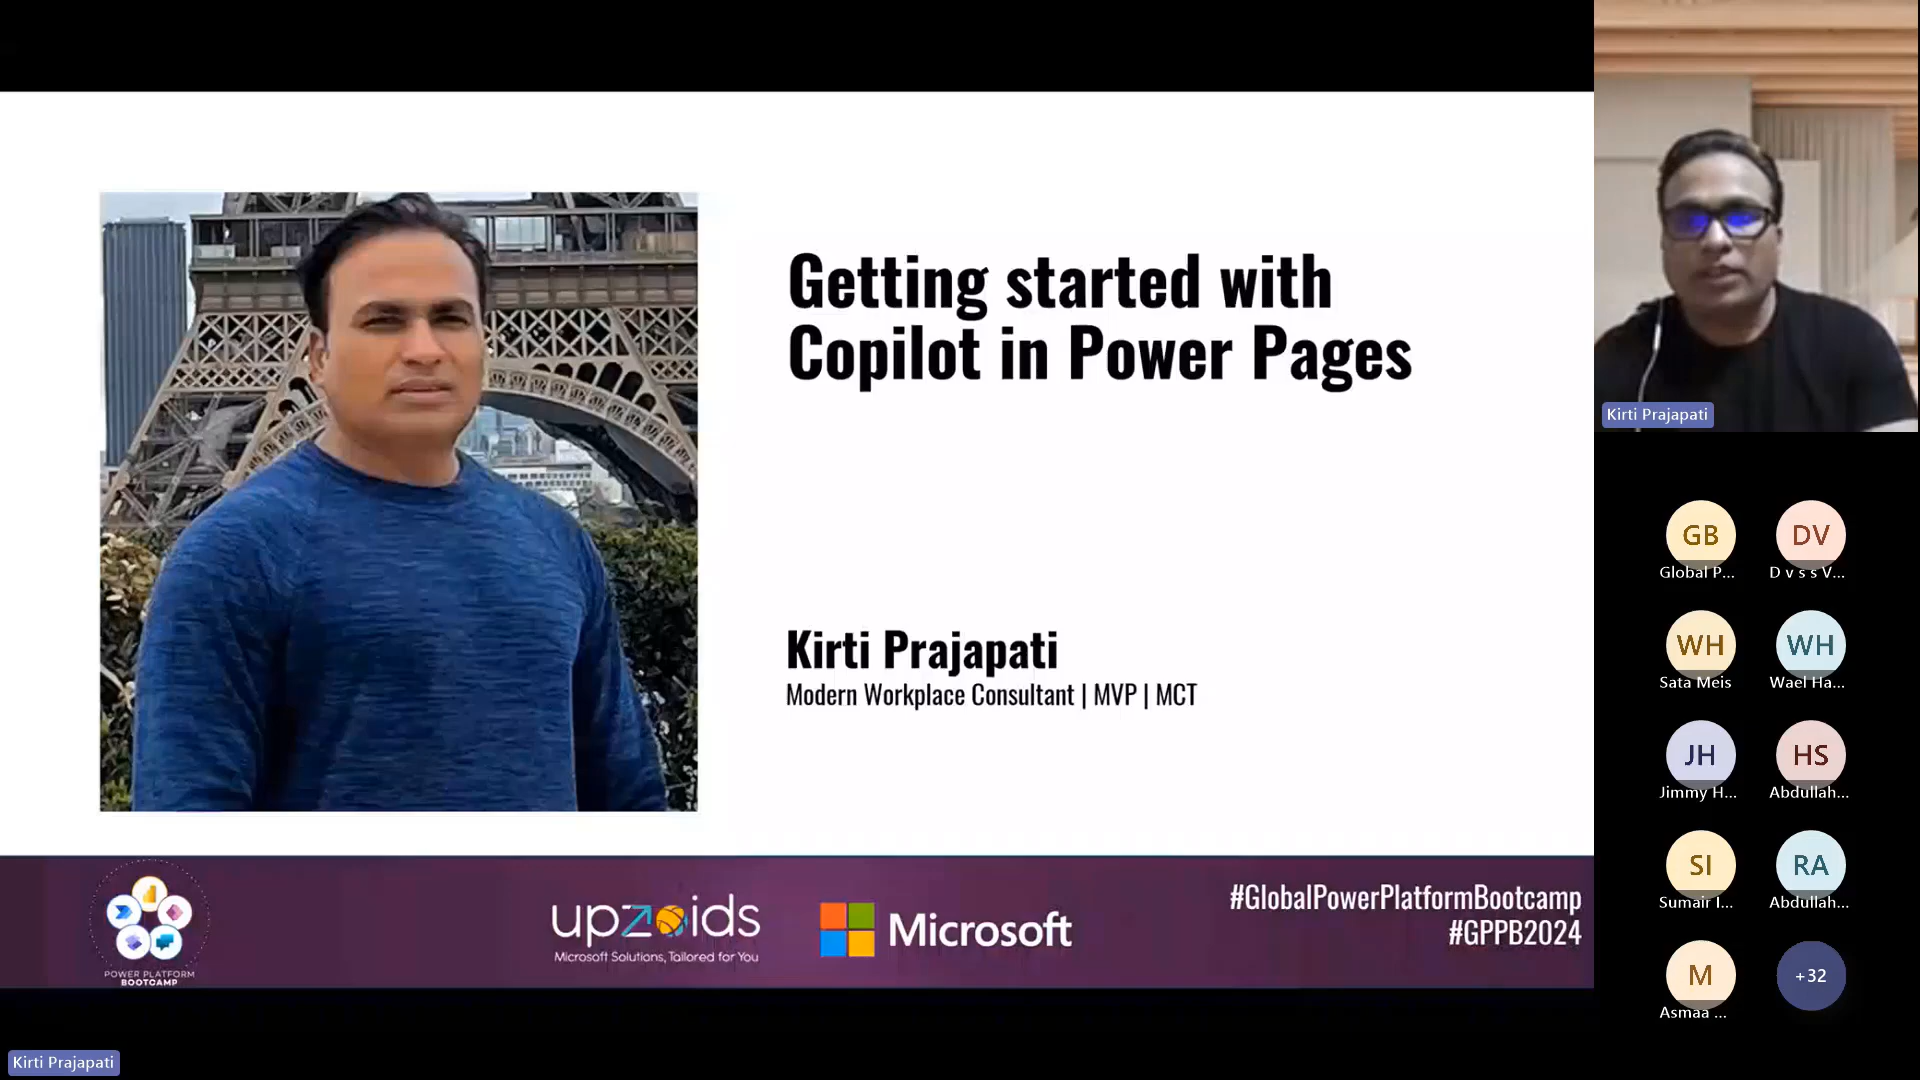 Getting started with
Copilot in Power Pages
Kirti Prajapati
Modern Workplace Consultant | MVP | MCT
POWER PLATFORM
BOOTCAMP
upzoids
Microsoft Solutions, Tailored for You
Microsoft
#GlobalPowerPlatformBootcamp
#GPPB2024
Kirti Prajapati
Kirti Prajapati
GB
Global P...
DV
D v s s V...
WH
Sata Meis
WH
Wael Ha...
JH
Jimmy H...
HS
Abdullah...
SI
Sumair I...
RA
Abdullah...
M
Asmaa ...
+32